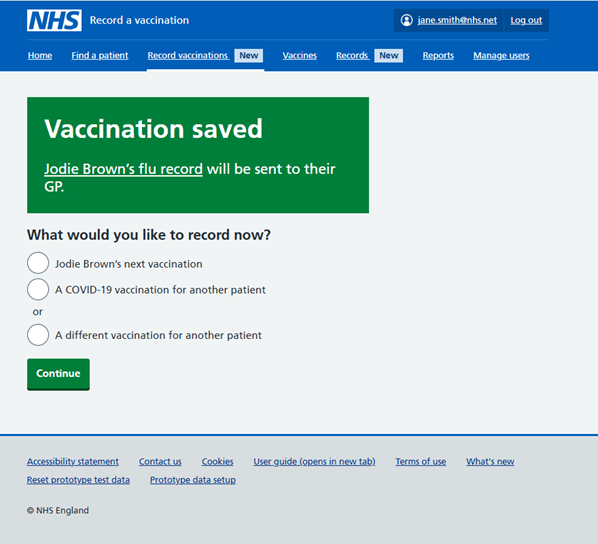 NHS Record a vaccination jane.smith@nhs.net Log out
Home Find a patient Record vaccinations New Vaccines Records New Reports Manage users
Vaccination saved
Jodie Brown’s flu record will be sent to their
GP.
What would you like to record now?
Jodie Brown’s next vaccination
A COVID-19 vaccination for another patient
or
A different vaccination for another patient
Continue
Accessibility statement Contact us Cookies User guide (opens in new tab) Terms of use What's new
Reset prototype test data Prototype data setup
© NHS England